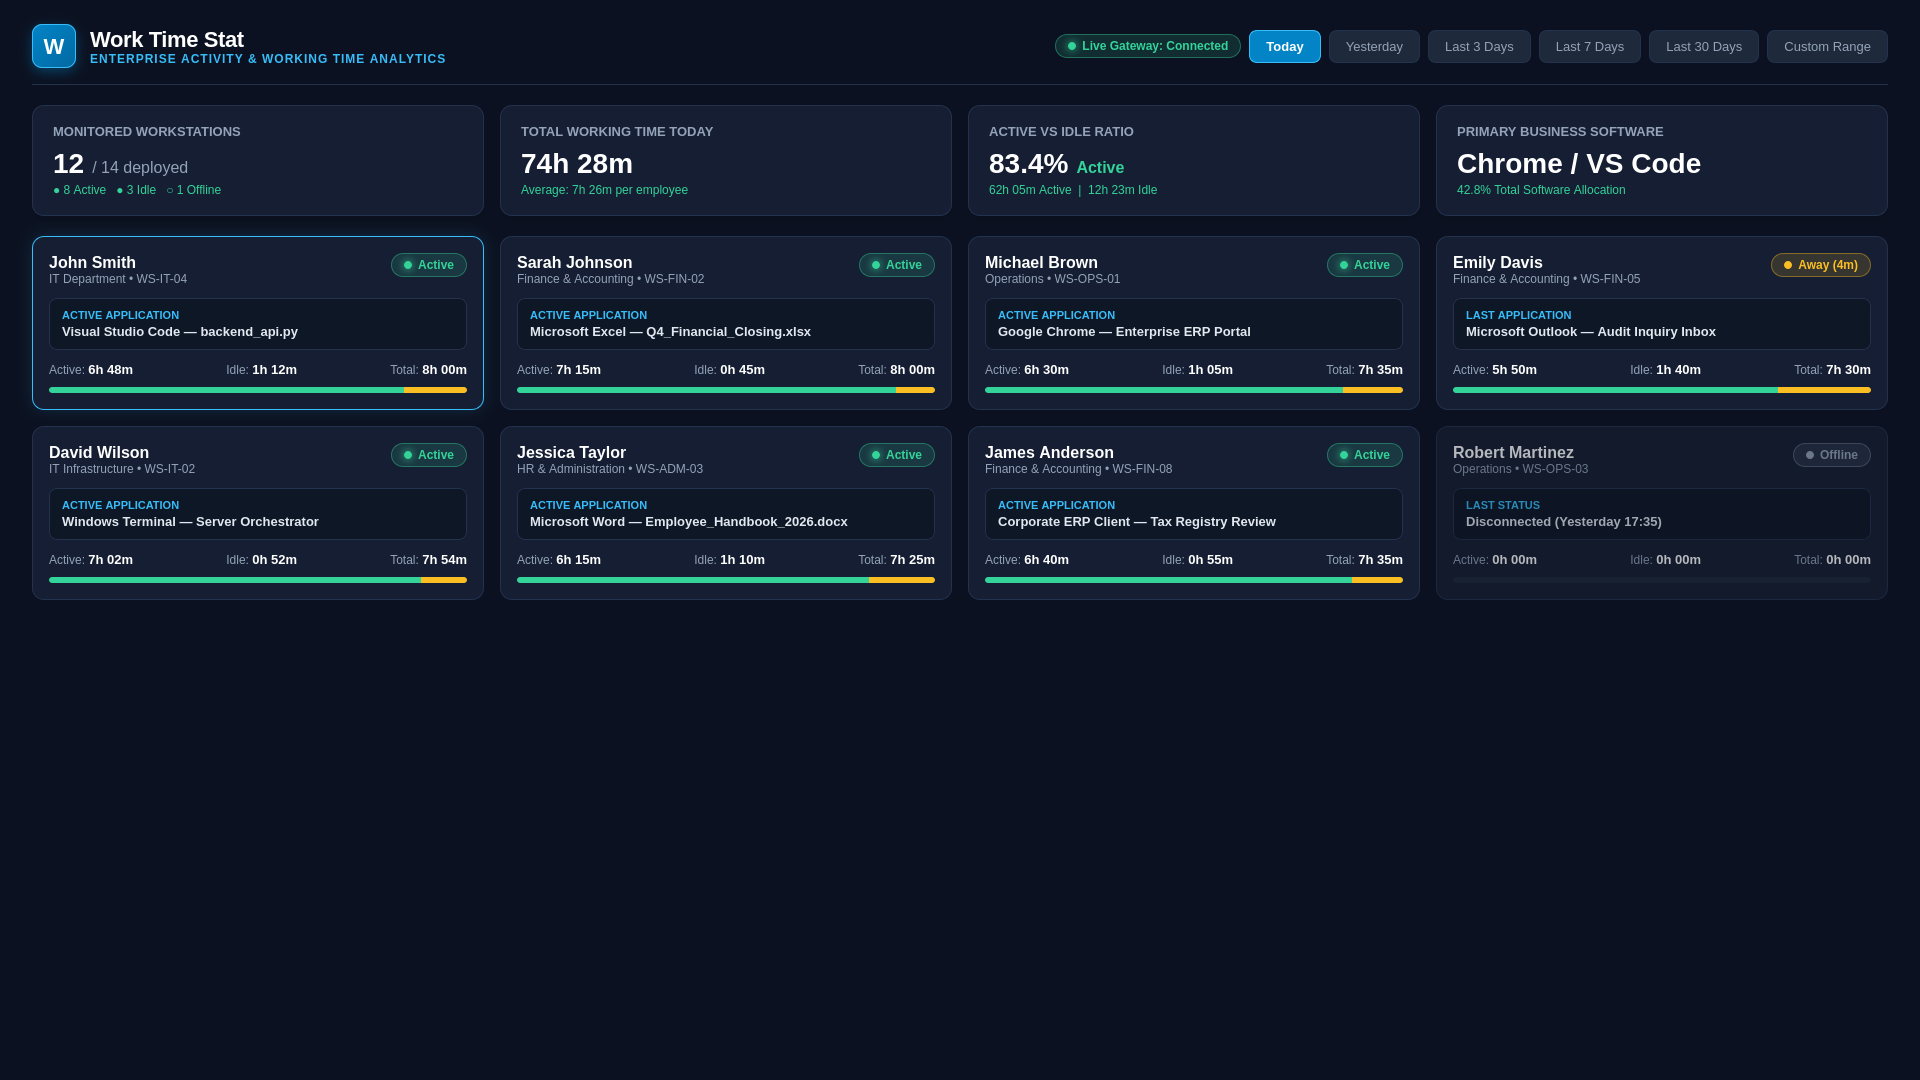 W
Work Time Stat
ENTERPRISE ACTIVITY & WORKING TIME ANALYTICS
Live Gateway: Connected
Today
Yesterday
Last 3 Days
Last 7 Days
Last 30 Days
Custom Range
MONITORED WORKSTATIONS
12 / 14 deployed
● 8 Active ● 3 Idle ○ 1 Offline
TOTAL WORKING TIME TODAY
74h 28m
Average: 7h 26m per employee
ACTIVE VS IDLE RATIO
83.4% Active
62h 05m Active | 12h 23m Idle
PRIMARY BUSINESS SOFTWARE
Chrome / VS Code
42.8% Total Software Allocation
John Smith
IT Department • WS-IT-04
Active
ACTIVE APPLICATION
Visual Studio Code — backend_api.py
Active: 6h 48m Idle: 1h 12m Total: 8h 00m
Sarah Johnson
Finance & Accounting • WS-FIN-02
Active
ACTIVE APPLICATION
Microsoft Excel — Q4_Financial_Closing.xlsx
Active: 7h 15m Idle: 0h 45m Total: 8h 00m
Michael Brown
Operations • WS-OPS-01
Active
ACTIVE APPLICATION
Google Chrome — Enterprise ERP Portal
Active: 6h 30m Idle: 1h 05m Total: 7h 35m
Emily Davis
Finance & Accounting • WS-FIN-05
Away (4m)
LAST APPLICATION
Microsoft Outlook — Audit Inquiry Inbox
Active: 5h 50m Idle: 1h 40m Total: 7h 30m
David Wilson
IT Infrastructure • WS-IT-02
Active
ACTIVE APPLICATION
Windows Terminal — Server Orchestrator
Active: 7h 02m Idle: 0h 52m Total: 7h 54m
Jessica Taylor
HR & Administration • WS-ADM-03
Active
ACTIVE APPLICATION
Microsoft Word — Employee_Handbook_2026.docx
Active: 6h 15m Idle: 1h 10m Total: 7h 25m
James Anderson
Finance & Accounting • WS-FIN-08
Active
ACTIVE APPLICATION
Corporate ERP Client — Tax Registry Review
Active: 6h 40m Idle: 0h 55m Total: 7h 35m
Robert Martinez
Operations • WS-OPS-03
Offline
LAST STATUS
Disconnected (Yesterday 17:35)
Active: 0h 00m Idle: 0h 00m Total: 0h 00m